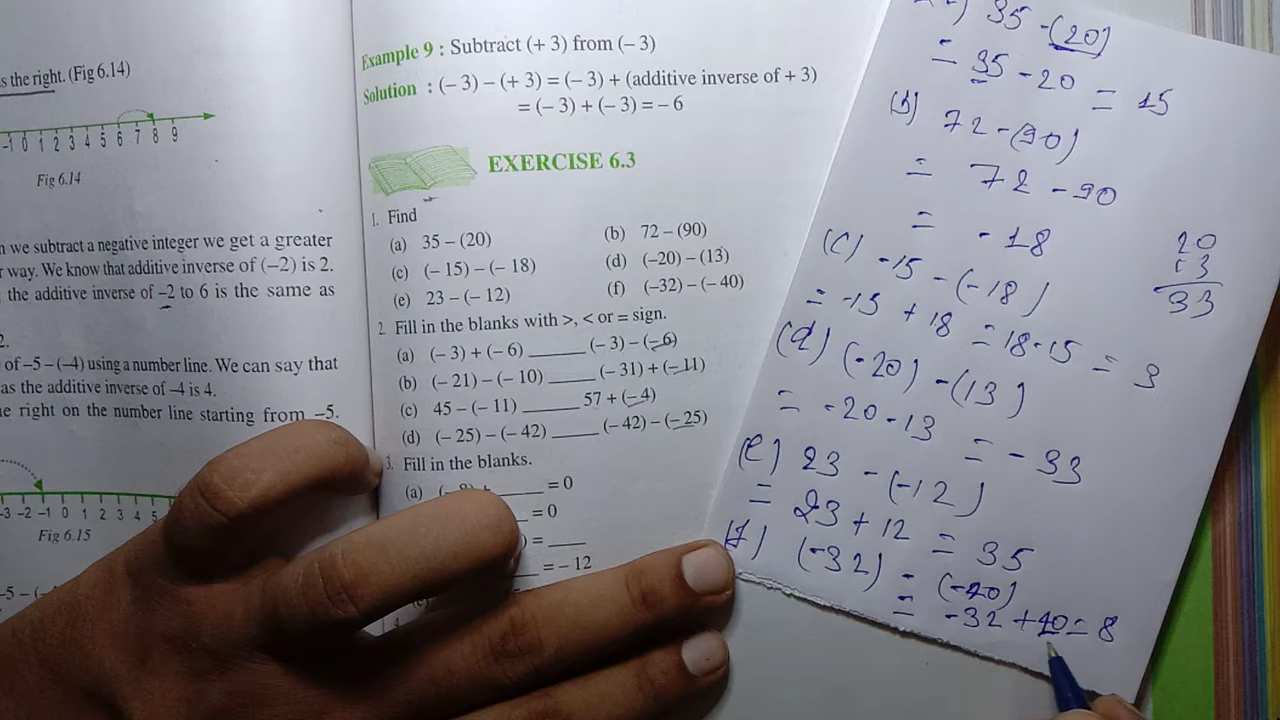 s the right. (Fig 6.14)
-1 0 1 2 3 4 5 6 7 8 9
Fig 6.14
n we subtract a negative integer we get a greater
r way. We know that additive inverse of (–2) is 2.
the additive inverse of –2 to 6 is the same as
2.
of –5 – (–4) using a number line. We can say that
as the additive inverse of –4 is 4.
e right on the number line starting from –5.
-3 -2 -1 0 1 2 3 4 5
Fig 6.15
-5 – (
Example 9 : Subtract (+ 3) from (– 3)
Solution : (– 3) – (+ 3) = (– 3) + (additive inverse of + 3)
= (– 3) + (– 3) = – 6
EXERCISE 6.3
1. Find
(a) 35 – (20) (b) 72 – (90)
(c) (– 15) – (– 18) (d) (–20) – (13)
(e) 23 – (– 12) (f) (–32) – (– 40)
2. Fill in the blanks with >, < or = sign.
(a) (– 3) + (– 6) ______ (– 3) – (– 6)
(b) (– 21) – (– 10) _____ (– 31) + (– 11)
(c) 45 – (– 11) ______ 57 + (– 4)
(d) (– 25) – (– 42) _____ (– 42) – (– 25)
3. Fill in the blanks.
(a) = 0
= 0
= ____
= – 12
4.
35 - (20)
= 35 - 20 = 15
(b) 72 - (90)
= 72 - 90
= -18
(c) -15 - (-18)
= -15 + 18 = 18-15 = 3
20
13
33
(d) (-20) - (13)
= -20 - 13 = -33
(e) 23 - (-12)
= 23 + 12 = 35
(f) (-32) - (-40)
= -32 + 40 = 8